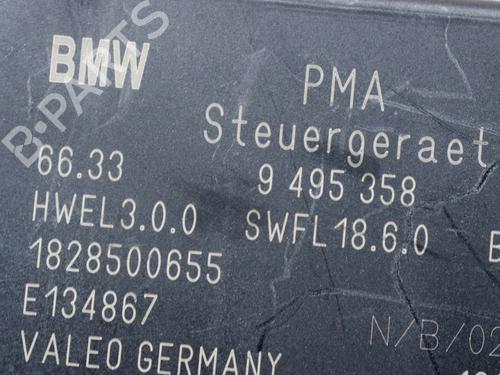 BMW
PMA
Steuergeraet
66.33
9 495 358
HWEL3.0.0
SWFL18.6.0
1828500655
E134867
N/B/02
VALEO GERMANY
B-PARTS